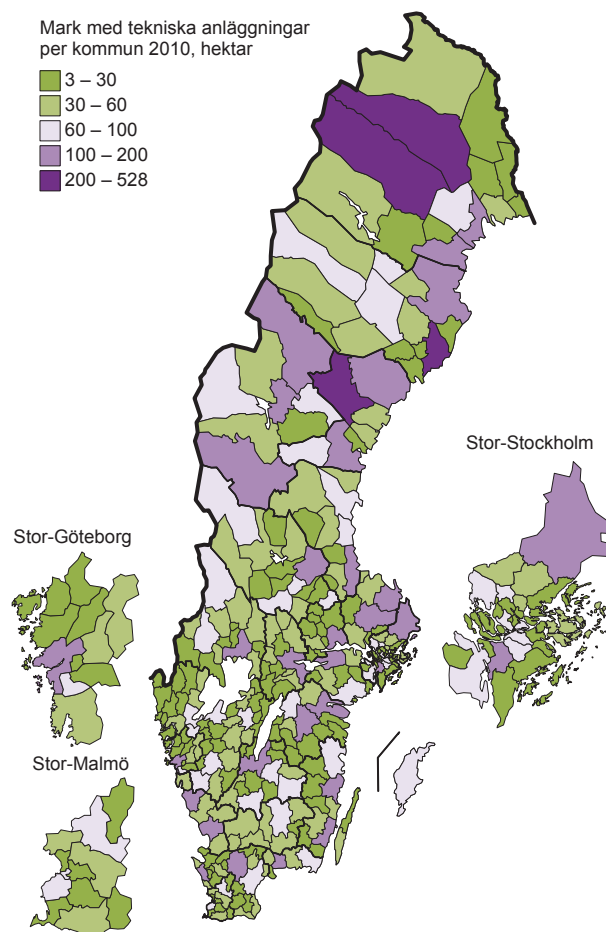 Mark med tekniska anläggningar
per kommun 2010, hektar
3 – 30
30 – 60
60 – 100
100 – 200
200 – 528
Stor-Stockholm
Stor-Göteborg
Stor-Malmö